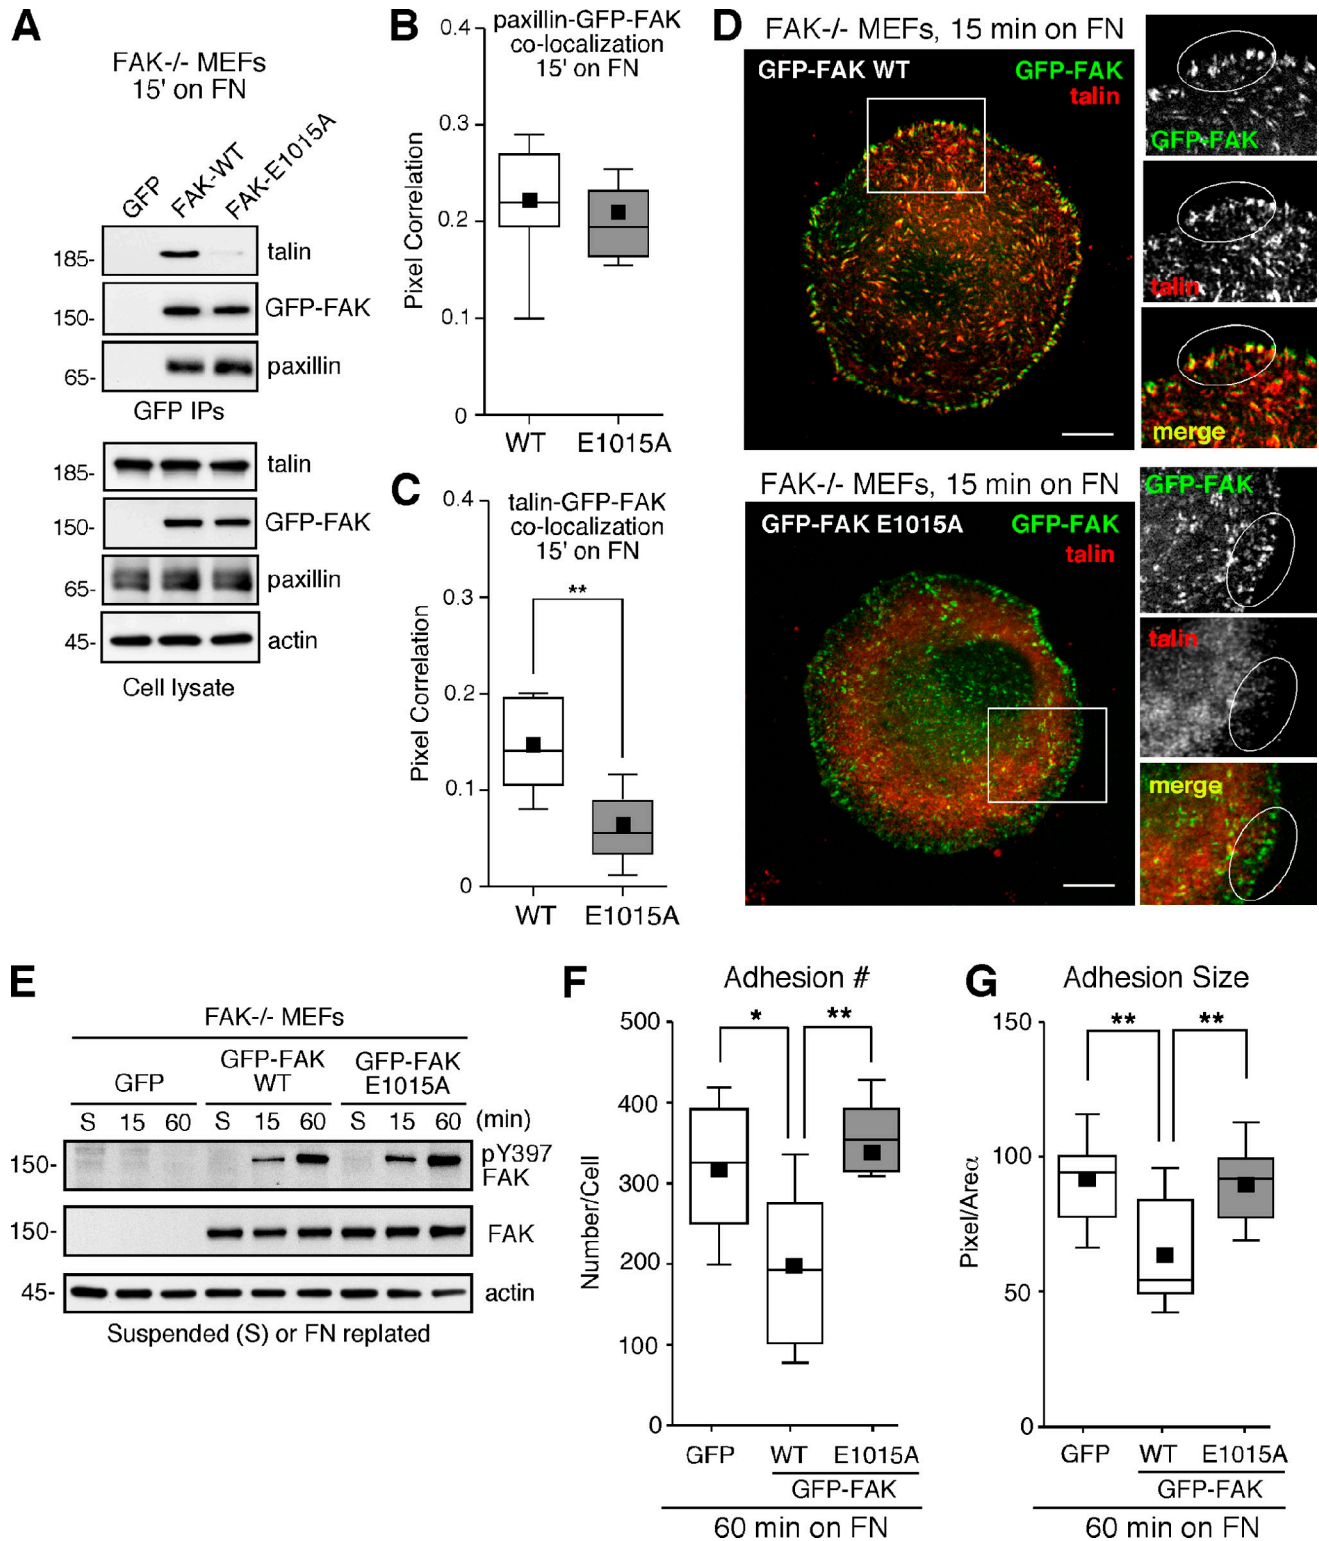 A
FAK-/- MEFs
15' on FN
GFP
FAK-WT
FAK-E1015A
185-
talin
150-
GFP-FAK
65-
paxillin
GFP IPs
185-
talin
150-
GFP-FAK
65-
paxillin
45-
actin
Cell lysate
B
paxillin-GFP-FAK
co-localization
15' on FN
Pixel Correlation
0.4
0.3
0.2
0.1
0
WT
E1015A
C
talin-GFP-FAK
co-localization
15' on FN
**
Pixel Correlation
0.4
0.3
0.2
0.1
0
WT
E1015A
D
FAK-/- MEFs, 15 min on FN
GFP-FAK WT
GFP-FAK
talin
GFP-FAK
talin
merge
FAK-/- MEFs, 15 min on FN
GFP-FAK E1015A
GFP-FAK
talin
GFP-FAK
talin
merge
E
FAK-/- MEFs
GFP
GFP-FAK
WT
GFP-FAK
E1015A
S 15 60 S 15 60 S 15 60 (min)
150-
pY397
FAK
150-
FAK
45-
actin
Suspended (S) or FN replated
F
Adhesion #
* **
Number/Cell
500
400
300
200
100
0
GFP WT E1015A
GFP-FAK
60 min on FN
G
Adhesion Size
** **
Pixel/Area
150
100
50
0
GFP WT E1015A
GFP-FAK
60 min on FN